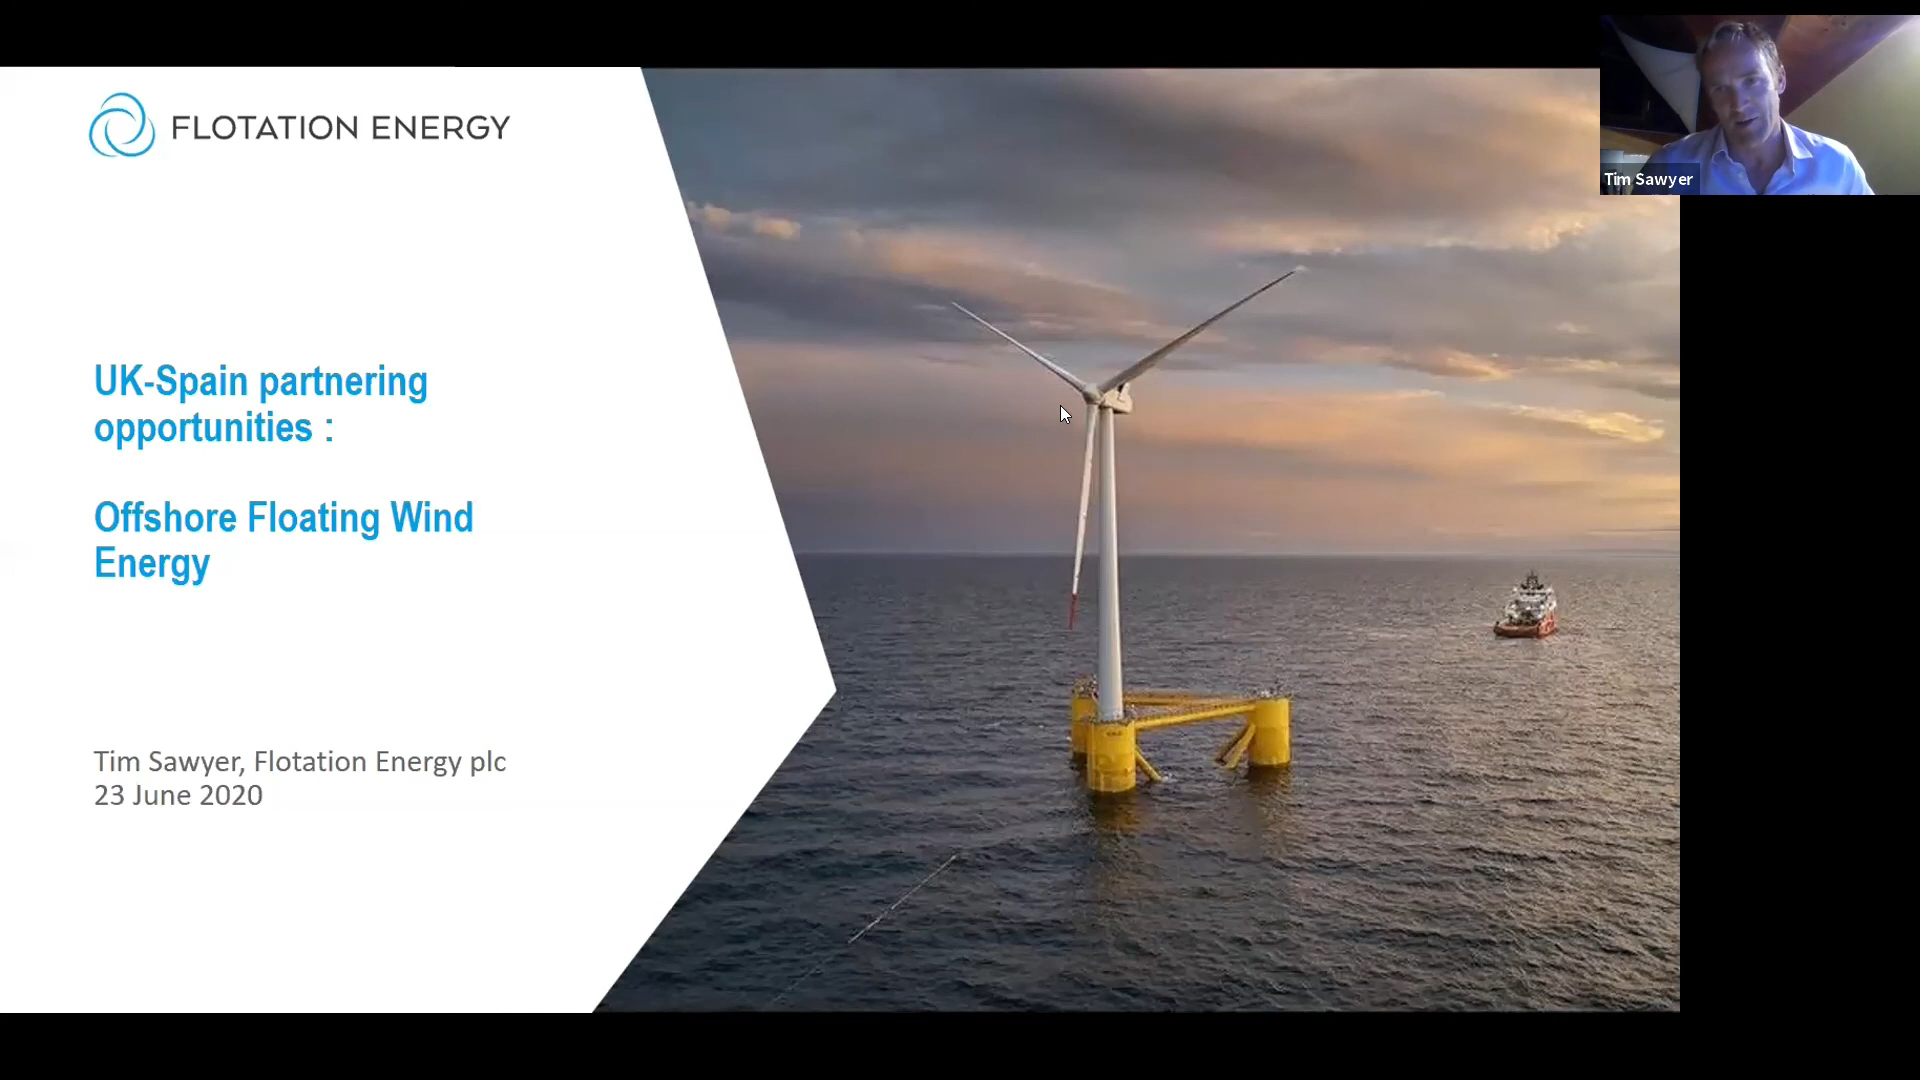 FLOTATION ENERGY
Tim Sawyer
UK-Spain partnering
opportunities :
Offshore Floating Wind
Energy
Tim Sawyer, Flotation Energy plc
23 June 2020